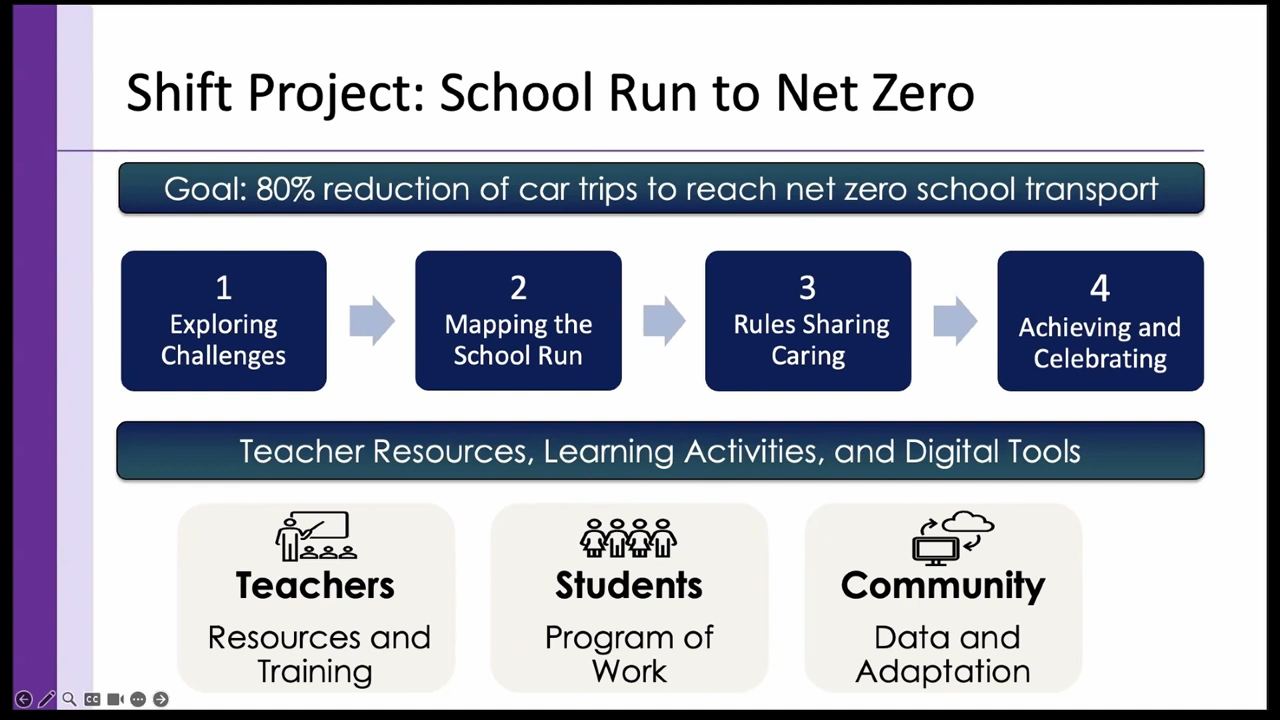 Shift Project: School Run to Net Zero
Goal: 80% reduction of car trips to reach net zero school transport
1
Exploring
Challenges
2
Mapping the
School Run
3
Rules Sharing
Caring
4
Achieving and
Celebrating
Teacher Resources, Learning Activities, and Digital Tools
Teachers
Resources and
Training
Students
Program of
Work
Community
Data and
Adaptation
CC